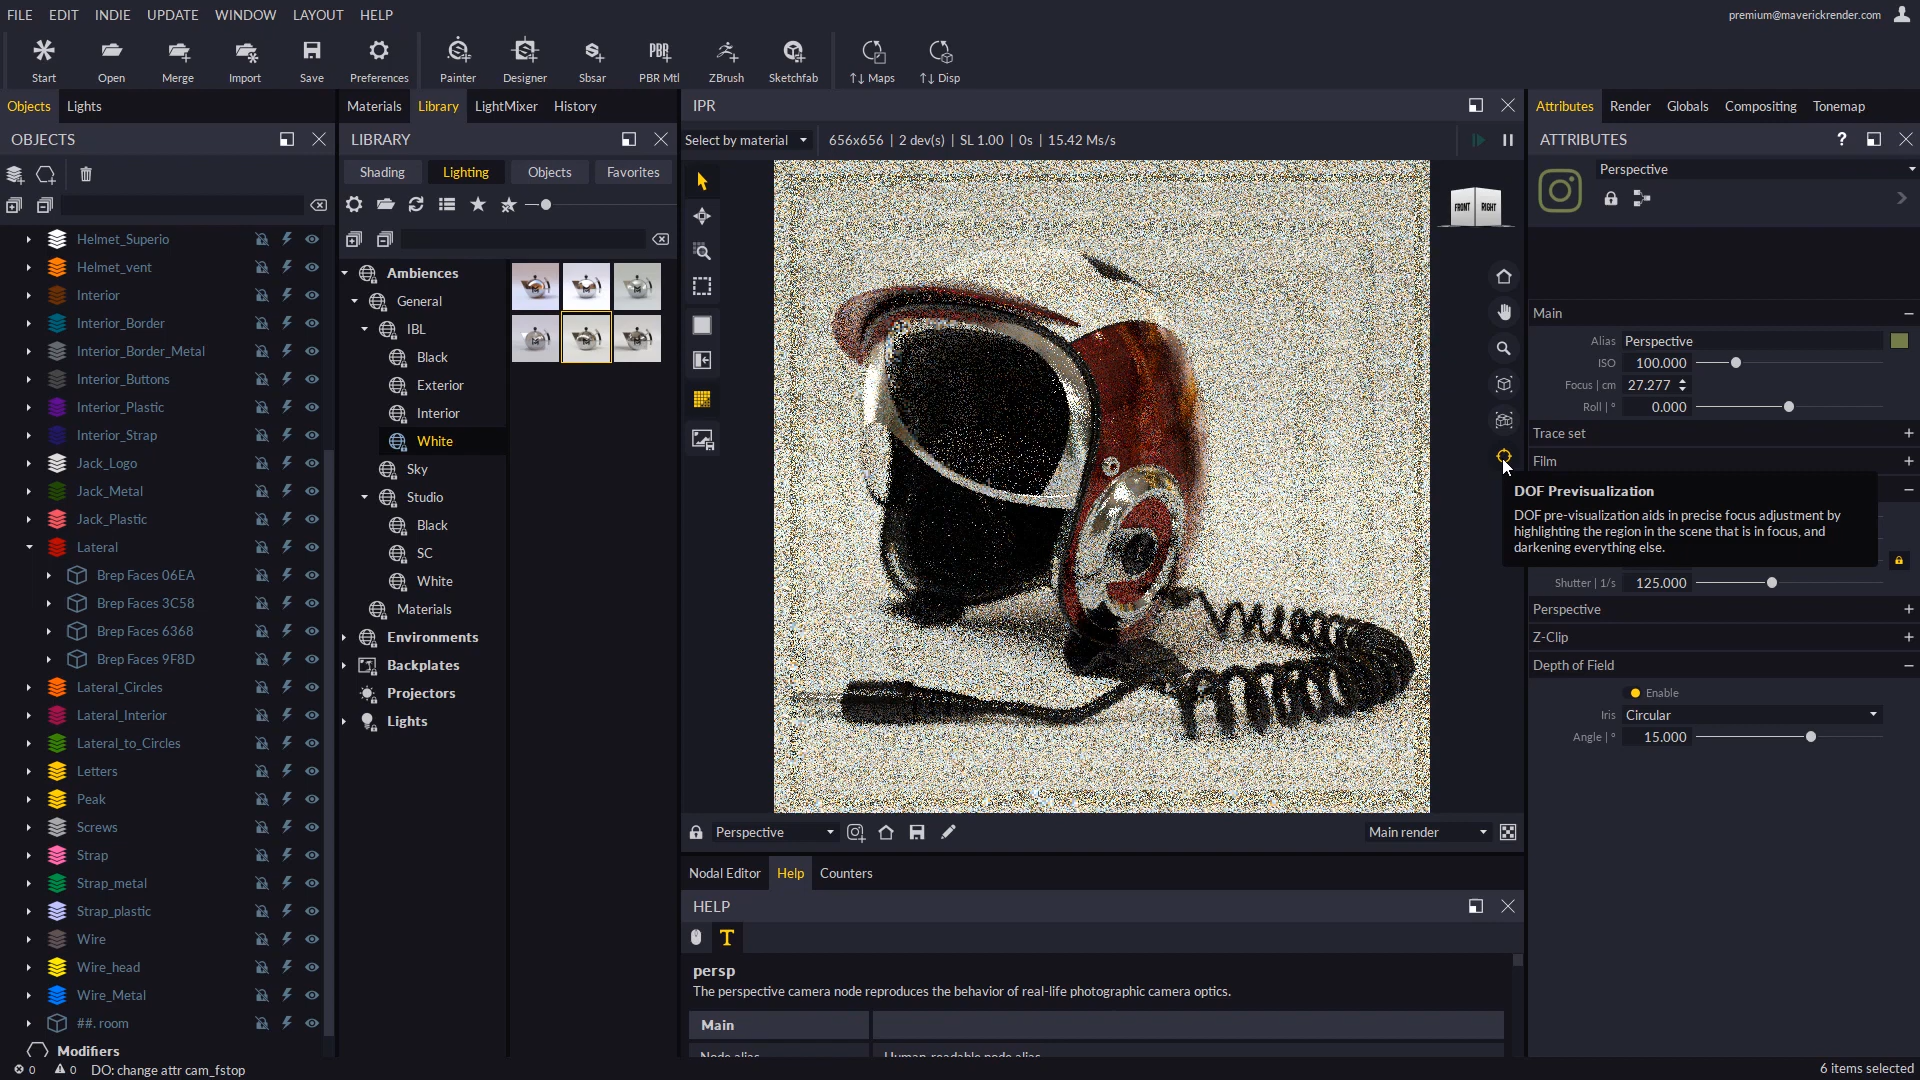 FILE EDIT INDIE UPDATE WINDOW LAYOUT HELP
premium@maverickrender.com
Start Open Merge Import Save Preferences Painter Designer Sbsar PBR Mtl ZBrush Sketchfab ↑↓ Maps ↑↓ Disp
PBR
Objects Lights
OBJECTS
Helmet_Superio
Helmet_vent
Interior
Interior_Border
Interior_Border_Metal
Interior_Buttons
Interior_Plastic
Interior_Strap
Jack_Logo
Jack_Metal
Jack_Plastic
Lateral
Brep Faces 06EA
Brep Faces 3C58
Brep Faces 6368
Brep Faces 9F8D
Lateral_Circles
Lateral_Interior
Lateral_to_Circles
Letters
Peak
Screws
Strap
Strap_metal
Strap_plastic
Wire
Wire_head
Wire_Metal
##. room
Modifiers
Materials Library LightMixer History
LIBRARY
Shading Lighting Objects Favorites
Ambiences
General
IBL
Black
Exterior
Interior
White
Sky
Studio
Black
SC
White
Materials
Environments
Backplates
Projectors
Lights
IPR
Select by material
656x656 | 2 dev(s) | SL 1.00 | 0s | 15.42 Ms/s
FRONT RIGHT
Perspective
Main render
Nodal Editor Help Counters
HELP
T
persp
The perspective camera node reproduces the behavior of real-life photographic camera optics.
Main
Node alias Human-readable node alias
Attributes Render Globals Compositing Tonemap
ATTRIBUTES
?
Perspective
Main
Alias Perspective
ISO 100.000
Focus | cm 27.277
Roll | ° 0.000
Trace set
Film
DOF Previsualization
DOF pre-visualization aids in precise focus adjustment by
highlighting the region in the scene that is in focus, and
darkening everything else.
Shutter | 1/s 125.000
Perspective
Z-Clip
Depth of Field
Enable
Iris Circular
Angle | ° 15.000
0 0 DO: change attr cam_fstop
6 items selected